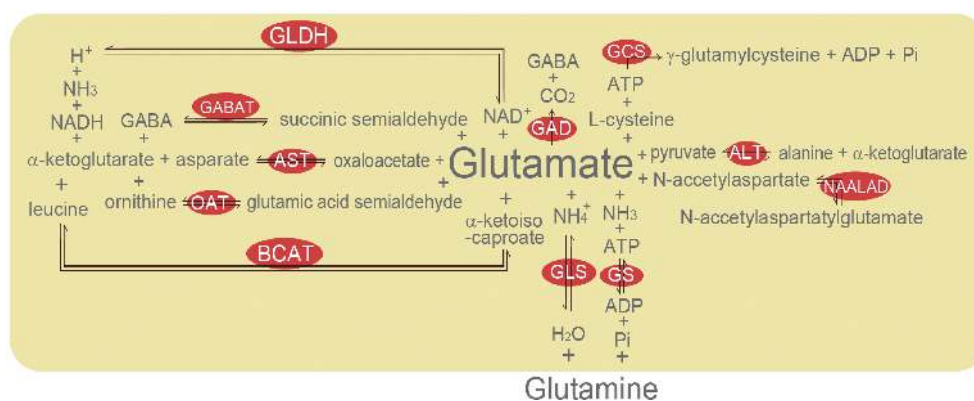 GLDH
GCS
H+
+
NH3
+
NADH
+
GABA
+
CO2
γ-glutamylcysteine + ADP + Pi
ATP
+
L-cysteine
+
GABAT
GABA
+
succinic semialdehyde
+
NAD+
+
GAD
α-ketoglutarate + asparate
AST
oxaloacetate +
Glutamate
+ pyruvate
ALT
alanine + α-ketoglutarate
+
leucine
+
ornithine
OAT
glutamic acid semialdehyde
+
+
α-ketoiso
-caproate
+
NH4+
+
NH3
+
ATP
+ N-acetylaspartate
NAALAD
N-acetylaspartatylglutamate
BCAT
GLS
GS
H2O
+
ADP
+
Pi
+
Glutamine